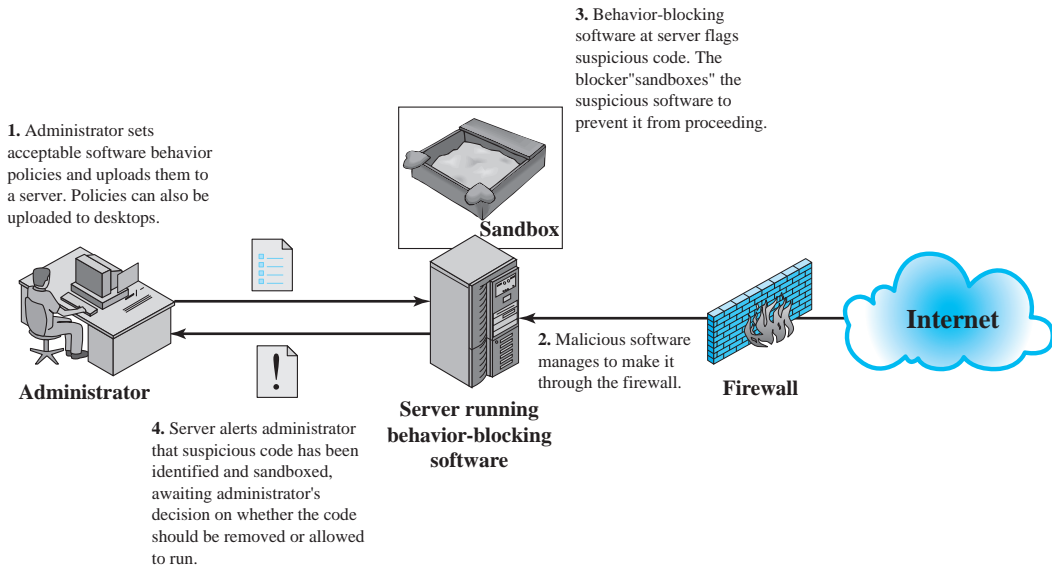 3. Behavior-blocking
software at server flags
suspicious code. The
blocker"sandboxes" the
suspicious software to
prevent it from proceeding.
1. Administrator sets
acceptable software behavior
policies and uploads them to
a server. Policies can also be
uploaded to desktops.
Sandbox
Internet
2. Malicious software
manages to make it
through the firewall.
Administrator
Firewall
Server running
behavior-blocking
software
4. Server alerts administrator
that suspicious code has been
identified and sandboxed,
awaiting administrator's
decision on whether the code
should be removed or allowed
to run.